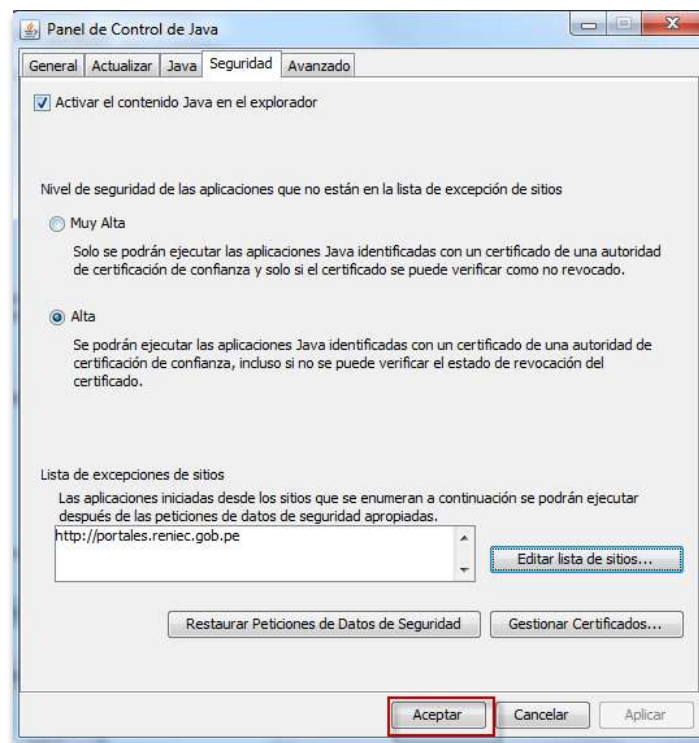 Panel de Control de Java
General Actualizar Java Seguridad Avanzado
Activar el contenido Java en el explorador
Nivel de seguridad de las aplicaciones que no están en la lista de excepción de sitios
Muy Alta
Solo se podrán ejecutar las aplicaciones Java identificadas con un certificado de una autoridad
de certificación de confianza y solo si el certificado se puede verificar como no revocado.
Alta
Se podrán ejecutar las aplicaciones Java identificadas con un certificado de una autoridad de
certificación de confianza, incluso si no se puede verificar el estado de revocación del
certificado.
Lista de excepciones de sitios
Las aplicaciones iniciadas desde los sitios que se enumeran a continuación se podrán ejecutar
después de las peticiones de datos de seguridad apropiadas.
http://portales.reniec.gob.pe
Editar lista de sitios...
Restaurar Peticiones de Datos de Seguridad Gestionar Certificados...
Aceptar Cancelar Aplicar